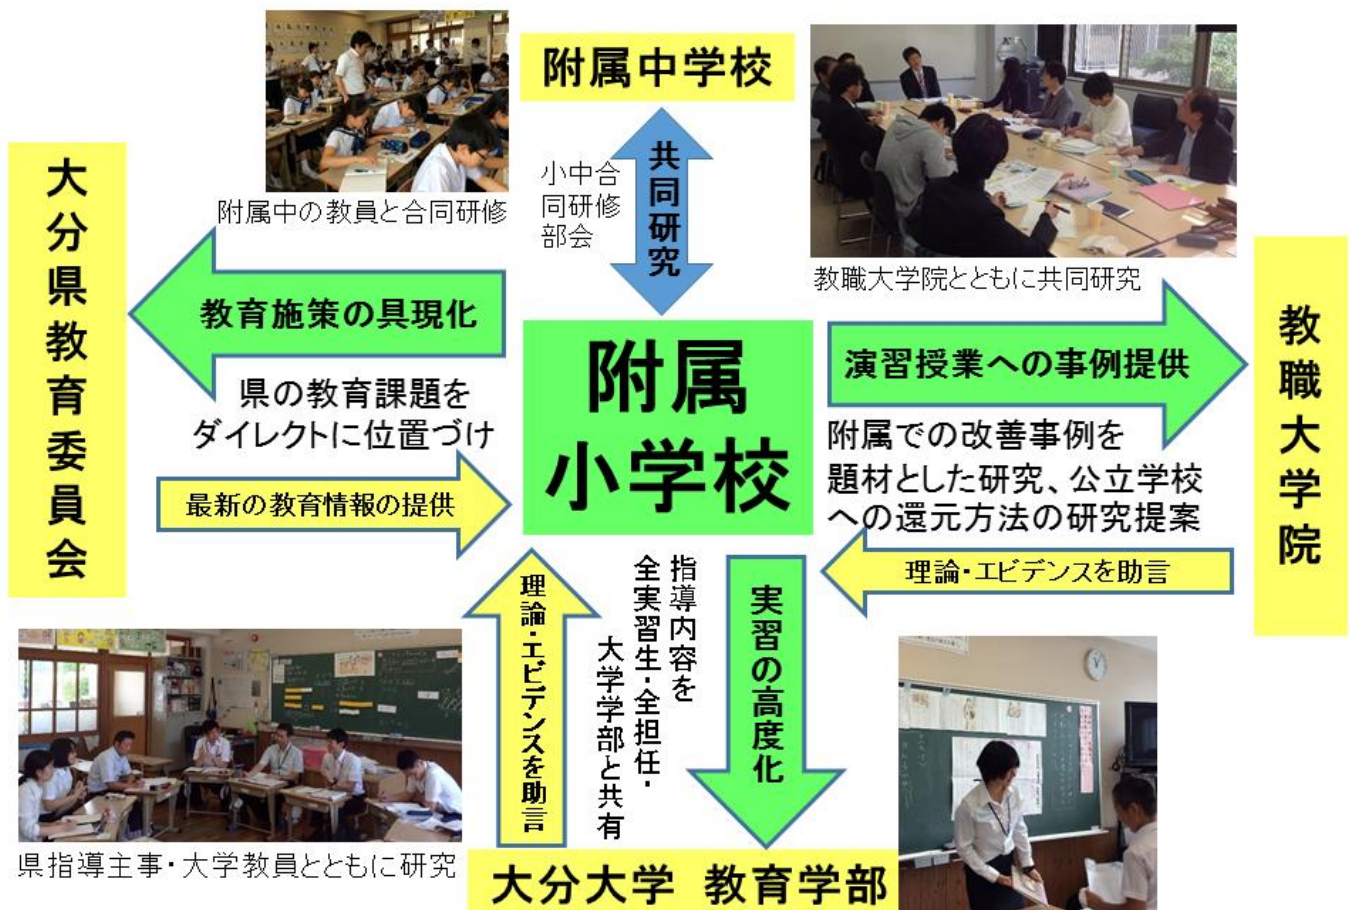 附属中学校
共同研究
小中合
同研修
部会
附属中の教員と合同研修
教職大学院とともに共同研究
大分県教育委員会
教育施策の具現化
県の教育課題を
ダイレクトに位置づけ
最新の教育情報の提供
附属
小学校
演習授業への事例提供
附属での改善事例を
題材とした研究、公立学校
への還元方法の研究提案
理論・エビデンスを助言
教職大学院
理論・エビデンスを助言
指導内容を
全実習生・全担任・
大学学部と共有
実習の高度化
県指導主事・大学教員とともに研究
大分大学 教育学部